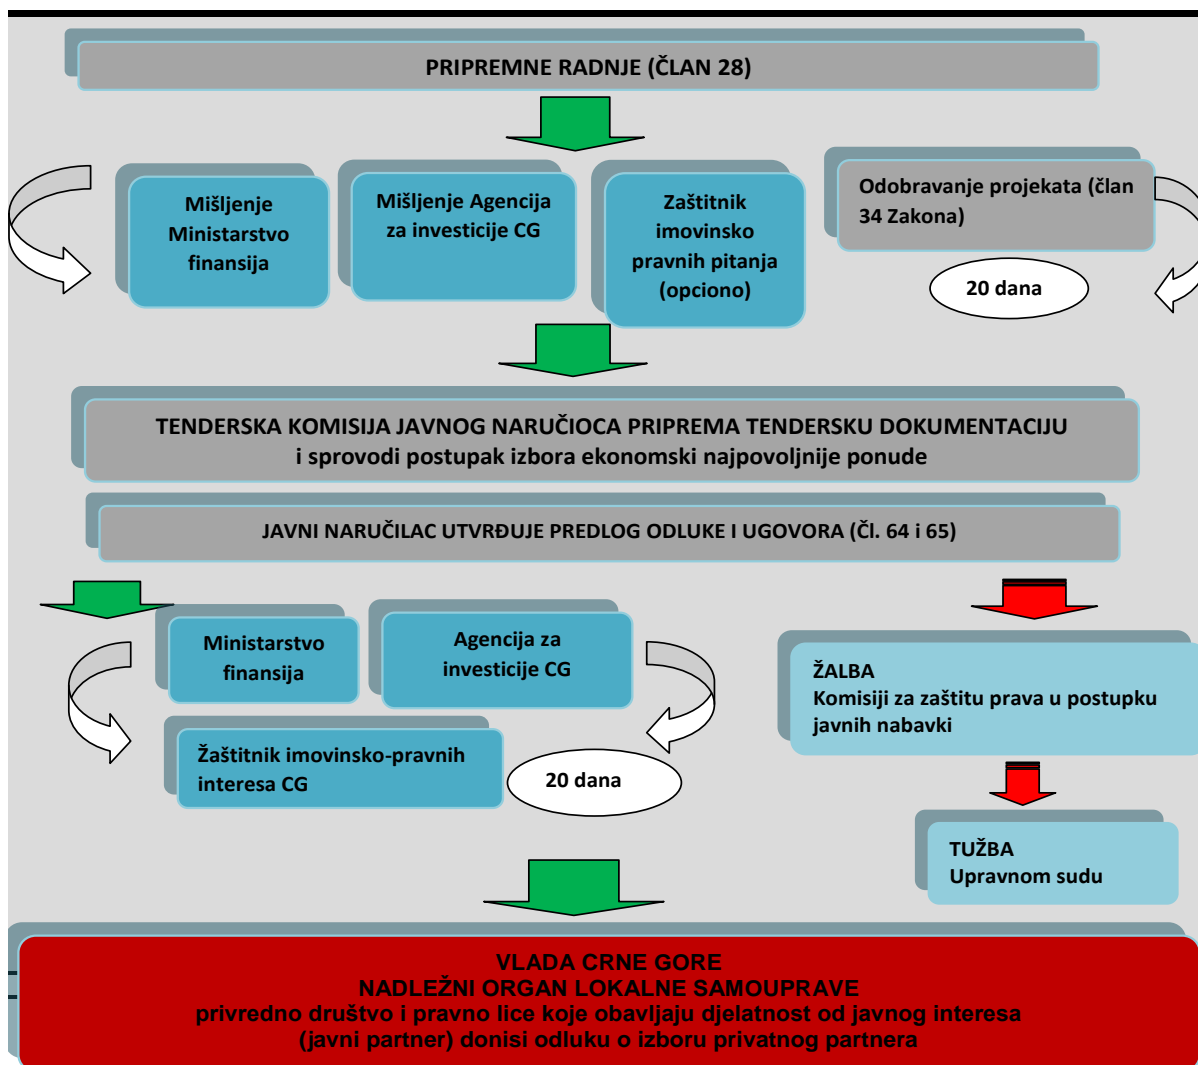 PRIPREMNE RADNJE (ČLAN 28)
Mišljenje
Ministarstvo
finansija
Mišljenje Agencija
za investicije CG
Zaštitnik
imovinsko
pravnih pitanja
(opciono)
Odobravanje projekata (član
34 Zakona)
20 dana
TENDERSKA KOMISIJA JAVNOG NARUČIOCA PRIPREMA TENDERSKU DOKUMENTACIJU
i sprovodi postupak izbora ekonomski najpovoljnije ponude
JAVNI NARUČILAC UTVRĐUJE PREDLOG ODLUKE I UGOVORA (Čl. 64 i 65)
Ministarstvo
finansija
Agencija za
investicije CG
Žaštitnik imovinsko-pravnih
interesa CG
20 dana
ŽALBA
Komisiji za zaštitu prava u postupku
javnih nabavki
TUŽBA
Upravnom sudu
VLADA CRNE GORE
NADLEŽNI ORGAN LOKALNE SAMOUPRAVE
privredno društvo i pravno lice koje obavljaju djelatnost od javnog interesa
(javni partner) donisi odluku o izboru privatnog partnera